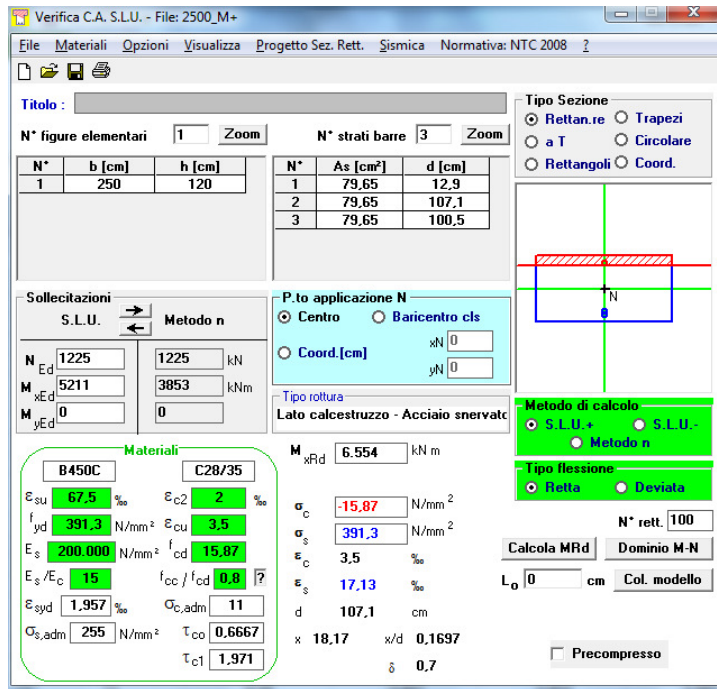 Verifica C.A. S.L.U. - File: 2500_M+
File Materiali Opzioni Visualizza Progetto Sez. Rett. Sismica Normativa: NTC 2008 ?
Titolo :
N° figure elementari 1 Zoom N° strati barre 3 Zoom
N° b [cm] h [cm]
1 250 120
N° As [cm²] d [cm]
1 79,65 12,9
2 79,65 107,1
3 79,65 100,5
Tipo Sezione
Rettan.re Trapezi
a T Circolare
Rettangoli Coord.
N
Sollecitazioni
S.L.U. Metodo n
N Ed 1225 1225 kN
M xEd 5211 3853 kNm
M yEd 0 0
P.to applicazione N
Centro Baricentro cls
Coord.[cm] xN 0
yN 0
Tipo rottura
Lato calcestruzzo - Acciaio snervato
Metodo di calcolo
S.L.U.+ S.L.U.-
Metodo n
Tipo flessione
Retta Deviata
Materiali
B450C C28/35
εsu 67,5 ‰ εc2 2 ‰
fyd 391,3 N/mm² εcu 3,5
Es 200.000 N/mm² fcd 15,87
Es/Ec 15 fcc / fcd 0,8 ?
εsyd 1,957 ‰ σc,adm 11
σs,adm 255 N/mm² τco 0,6667
τc1 1,971
M xRd 6.554 kN m
σc -15,87 N/mm²
σs 391,3 N/mm²
εc 3,5 ‰
εs 17,13 ‰
d 107,1 cm
x 18,17 x/d 0,1697
δ 0,7
N° rett. 100
Calcola MRd Dominio M-N
Lo 0 cm Col. modello
Precompresso